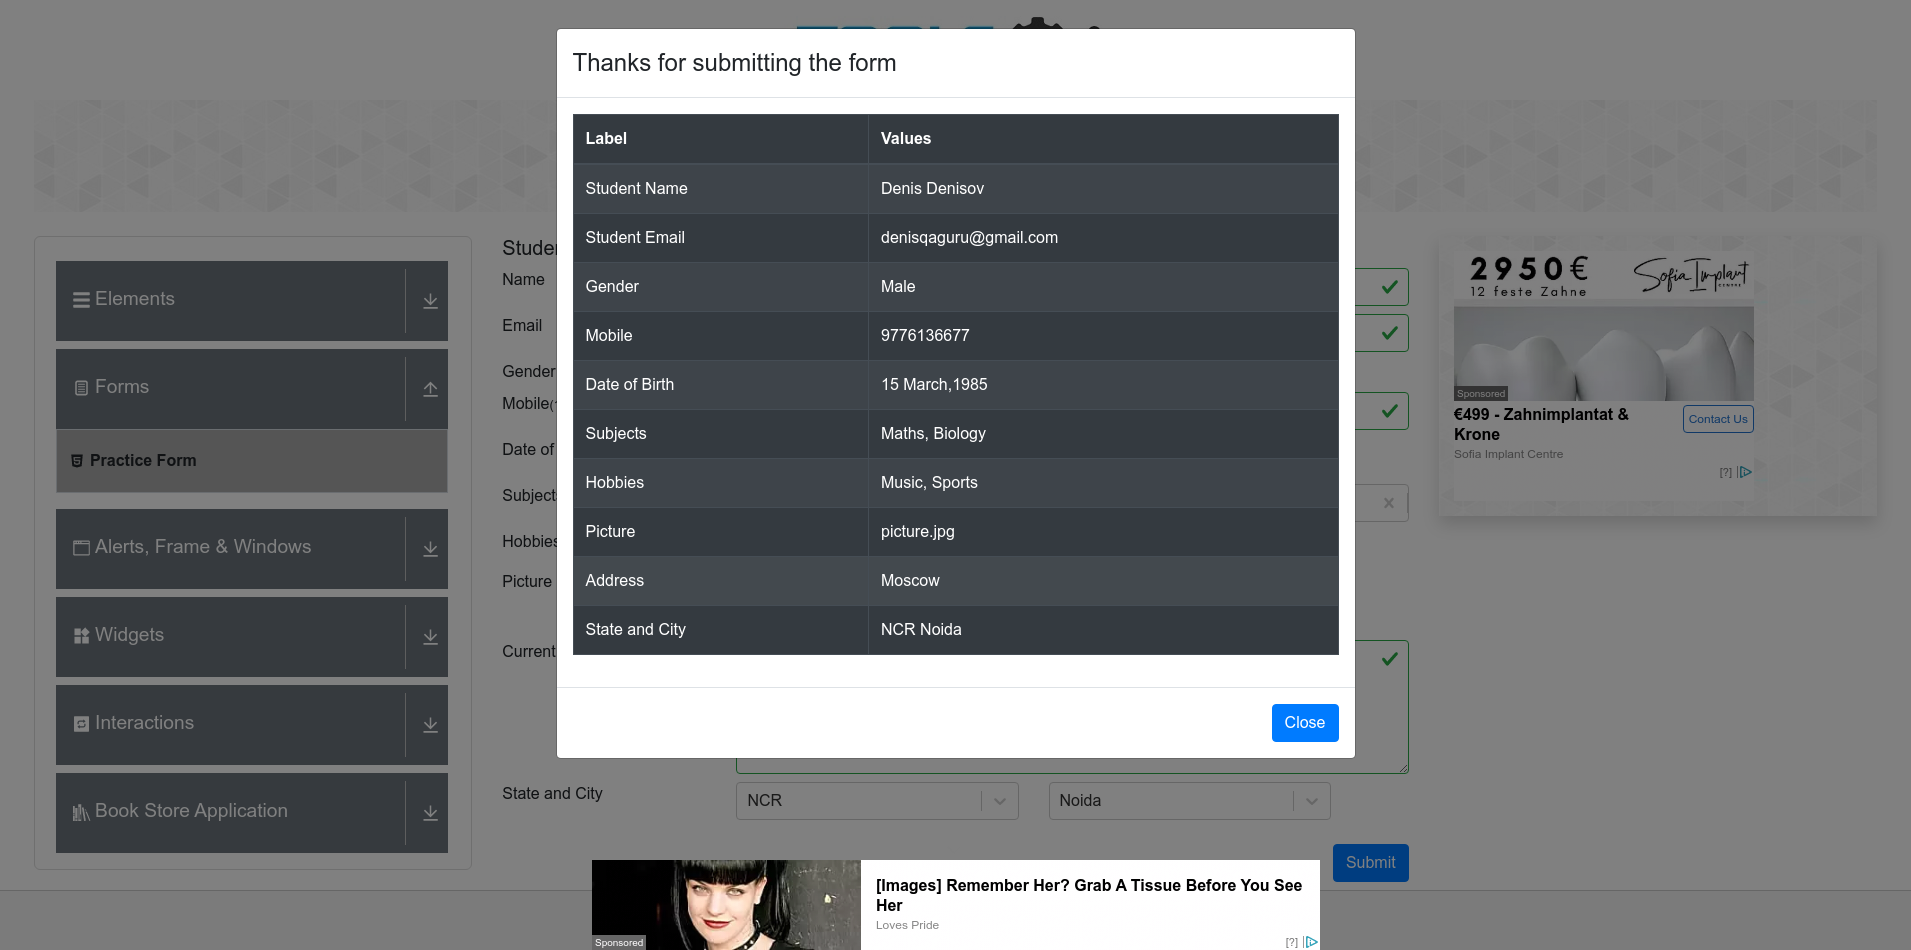 Thanks for submitting the form
Label Values
Student Name Denis Denisov
Student Email denisqaguru@gmail.com
Gender Male
Mobile 9776136677
Date of Birth 15 March,1985
Subjects Maths, Biology
Hobbies Music, Sports
Picture picture.jpg
Address Moscow
State and City NCR Noida
Close
Elements
Forms
Practice Form
Alerts, Frame & Windows
Widgets
Interactions
Book Store Application
Name
Email
Gender
Mobile
Date of
Hobbies
Picture
Current
State and City NCR Noida
Submit
2950€
12 feste Zahne
Sofia Implant
CENTRE
Sponsored
€499 - Zahnimplantat &
Krone
Contact Us
Sofia Implant Centre
[?]
[Images] Remember Her? Grab A Tissue Before You See
Her
Loves Pride
Sponsored
[?]